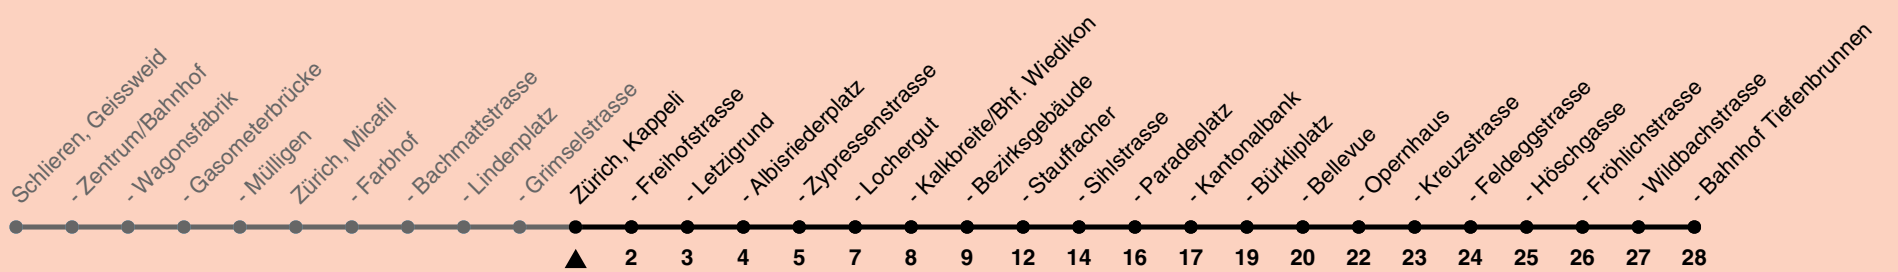 Schlieren, Geissweid
- Zentrum/Bahnhof
- Wagonsfabrik
- Gasometerbrücke
- Mülligen
Zürich, Micafil
- Farbhof
- Bachmattstrasse
- Lindenplatz
- Grimselstrasse
Zürich, Kappeli
- Freihofstrasse
- Letzigrund
- Albisriederplatz
- Zypressenstrasse
- Lochergut
- Kalkbreite/Bhf. Wiedikon
- Bezirksgebäude
- Stauffacher
- Sihlstrasse
- Paradeplatz
- Kantonalbank
- Bürkliplatz
- Bellevue
- Opernhaus
- Kreuzstrasse
- Feldeggstrasse
- Höschgasse
- Fröhlichstrasse
- Wildbachstrasse
- Bahnhof Tiefenbrunnen
2 3 4 5 7 8 9 12 14 16 17 19 20 22 23 24 25 26 27 28